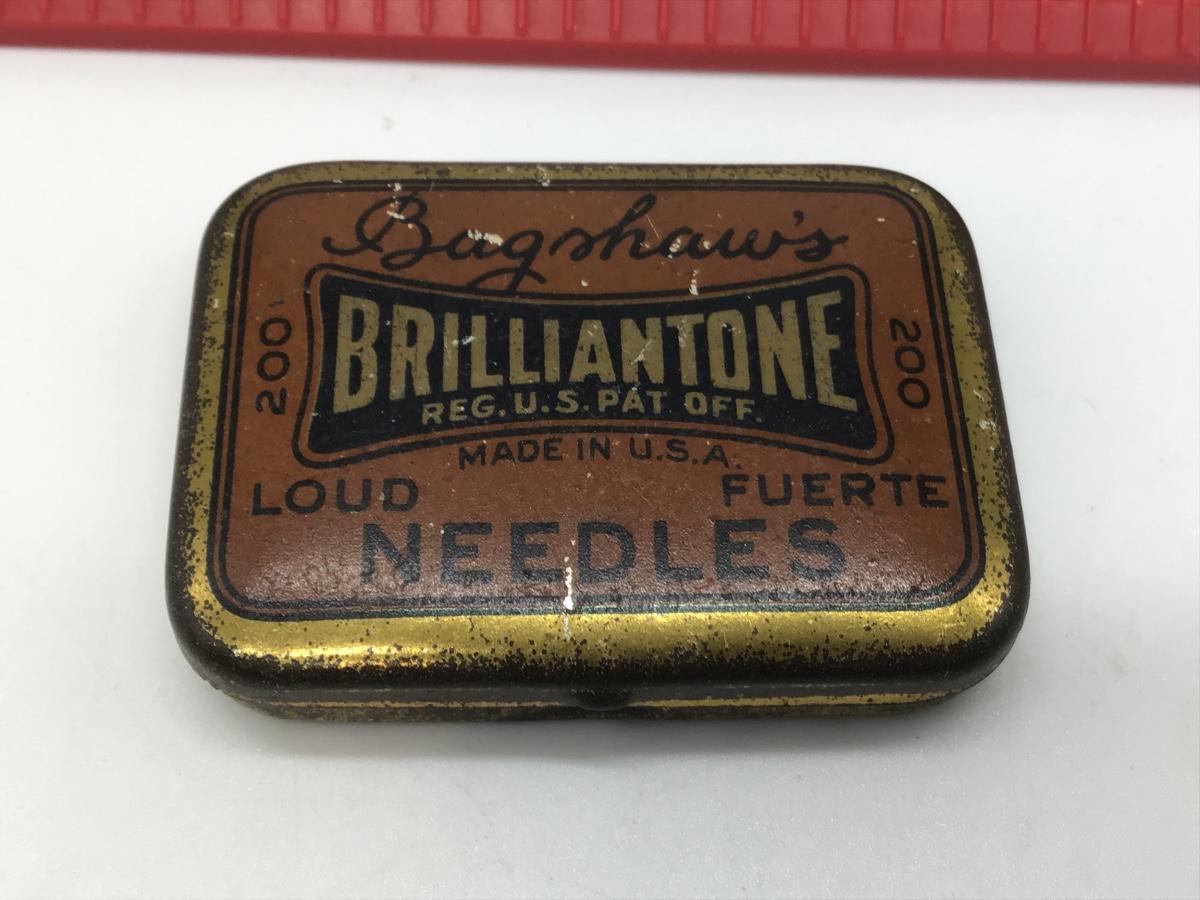 Bagshaw's
200
BRILLIANTONE
200
REG. U.S. PAT OFF.
MADE IN U.S.A.
LOUD FUERTE
NEEDLES